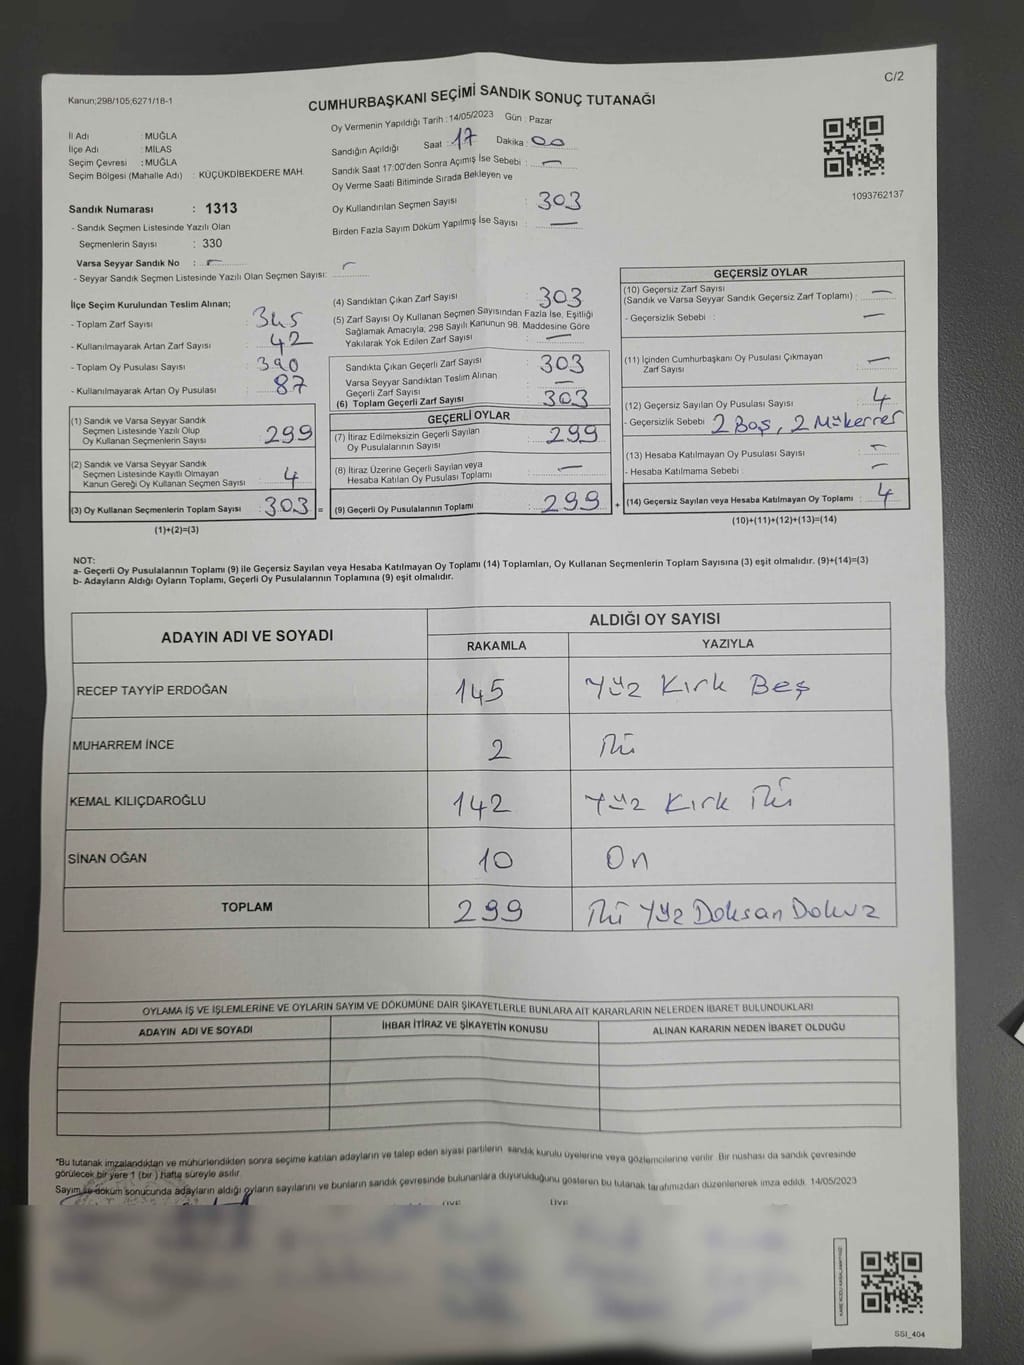 C/2
Kanun;298/105;6271/18-1
CUMHURBAŞKANI SEÇİMİ SANDIK SONUÇ TUTANAĞI
İl Adı : MUĞLA
İlçe Adı : MİLAS
Seçim Çevresi : MUĞLA
Seçim Bölgesi (Mahalle Adı) : KÜÇÜKDİBEKDERE MAH.
Sandık Numarası : 1313
- Sandık Seçmen Listesinde Yazılı Olan
Seçmenlerin Sayısı : 330
Varsa Seyyar Sandık No : –
- Seyyar Sandık Seçmen Listesinde Yazılı Olan Seçmen Sayısı: –
Oy Vermenin Yapıldığı Tarih : 14/05/2023 Gün : Pazar
Sandığın Açıldığı Saat : 17 Dakika : 00
Sandık Saat 17:00'den Sonra Açılmış İse Sebebi : –
Oy Verme Saati Bitiminde Sırada Bekleyen ve
Oy Kullandırılan Seçmen Sayısı : 303
Birden Fazla Sayım Döküm Yapılmış İse Sayısı : –
1093762137
İlçe Seçim Kurulundan Teslim Alınan;
- Toplam Zarf Sayısı : 345
- Kullanılmayarak Artan Zarf Sayısı : 42
- Toplam Oy Pusulası Sayısı : 390
- Kullanılmayarak Artan Oy Pusulası : 87
(1) Sandık ve Varsa Seyyar Sandık
Seçmen Listesinde Yazılı Olup
Oy Kullanan Seçmenlerin Sayısı : 299
(2) Sandık ve Varsa Seyyar Sandık
Seçmen Listesinde Kayıtlı Olmayan
Kanun Gereği Oy Kullanan Seçmen Sayısı : 4
(3) Oy Kullanan Seçmenlerin Toplam Sayısı : 303 =
(1)+(2)=(3)
(4) Sandıktan Çıkan Zarf Sayısı : 303
(5) Zarf Sayısı Oy Kullanan Seçmen Sayısından Fazla İse, Eşitliği
Sağlamak Amacıyla, 298 Sayılı Kanunun 98. Maddesine Göre
Yakılarak Yok Edilen Zarf Sayısı : –
Sandıkta Çıkan Geçerli Zarf Sayısı : 303
Varsa Seyyar Sandıktan Teslim Alınan
Geçerli Zarf Sayısı : –
(6) Toplam Geçerli Zarf Sayısı : 303
GEÇERLİ OYLAR
(7) İtiraz Edilmeksizin Geçerli Sayılan
Oy Pusulalarının Sayısı : 299
(8) İtiraz Üzerine Geçerli Sayılan veya
Hesaba Katılan Oy Pusulası Toplamı : –
(9) Geçerli Oy Pusulalarının Toplamı : 299 +
GEÇERSİZ OYLAR
(10) Geçersiz Zarf Sayısı
(Sandık ve Varsa Seyyar Sandık Geçersiz Zarf Toplamı) : –
- Geçersizlik Sebebi : –
(11) İçinden Cumhurbaşkanı Oy Pusulası Çıkmayan
Zarf Sayısı : –
(12) Geçersiz Sayılan Oy Pusulası Sayısı : 4
- Geçersizlik Sebebi : 2 Boş, 2 Mükerrer
(13) Hesaba Katılmayan Oy Pusulası Sayısı : –
- Hesaba Katılmama Sebebi : –
(14) Geçersiz Sayılan veya Hesaba Katılmayan Oy Toplamı : 4
(10)+(11)+(12)+(13)=(14)
NOT:
a- Geçerli Oy Pusulalarının Toplamı (9) ile Geçersiz Sayılan veya Hesaba Katılmayan Oy Toplamı (14) Toplamları, Oy Kullanan Seçmenlerin Toplam Sayısına (3) eşit olmalıdır. (9)+(14)=(3)
b- Adayların Aldığı Oyların Toplamı, Geçerli Oy Pusulalarının Toplamına (9) eşit olmalıdır.
ADAYIN ADI VE SOYADI ALDIĞI OY SAYISI
RAKAMLA YAZIYLA
RECEP TAYYİP ERDOĞAN 145 Yüz Kırk Beş
MUHARREM İNCE 2 İki
KEMAL KILIÇDAROĞLU 142 Yüz Kırk İki
SİNAN OĞAN 10 On
TOPLAM 299 İki Yüz Doksan Dokuz
OYLAMA İŞ VE İŞLEMLERİNE VE OYLARIN SAYIM VE DÖKÜMÜNE DAİR ŞİKAYETLERLE BUNLARA AİT KARARLARIN NELERDEN İBARET BULUNDUKLARI
ADAYIN ADI VE SOYADI İHBAR İTİRAZ VE ŞİKAYETİN KONUSU ALINAN KARARIN NEDEN İBARET OLDUĞU
*Bu tutanak imzalandıktan ve mühürlendikten sonra seçime katılan adayların ve talep eden siyasi partilerin sandık kurulu üyelerine veya gözlemcilerine verilir. Bir nüshası da sandık çevresinde
görülecek bir yere 1 (bir) hafta süreyle asılır.
Sayım ve döküm sonucunda adayların aldığı oyların sayılarını ve bunların sandık çevresinde bulunanlara duyurulduğunu gösteren bu tutanak tarafımızdan düzenlenerek imza edildi. 14/05/2023
ÜYE ÜYE
SSI_404